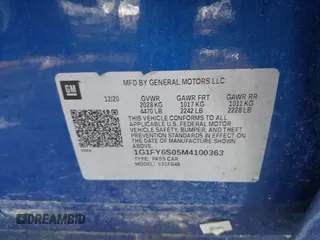 GM
MFD BY GENERAL MOTORS LLC
12/20 GVWR GAWR FRT GAWR RR
2028 KG 1017 KG 1011 KG
4470 LB 2242 LB 2228 LB
THIS VEHICLE CONFORMS TO ALL
APPLICABLE U.S. FEDERAL MOTOR
VEHICLE SAFETY, BUMPER, AND THEFT
PREVENTION STANDARDS IN EFFECT ON
THE DATE OF MANUFACTURE SHOWN ABOVE.
1G1FY6S05M4100363
TYPE: PASS CAR
MODEL: 
DREAMBID